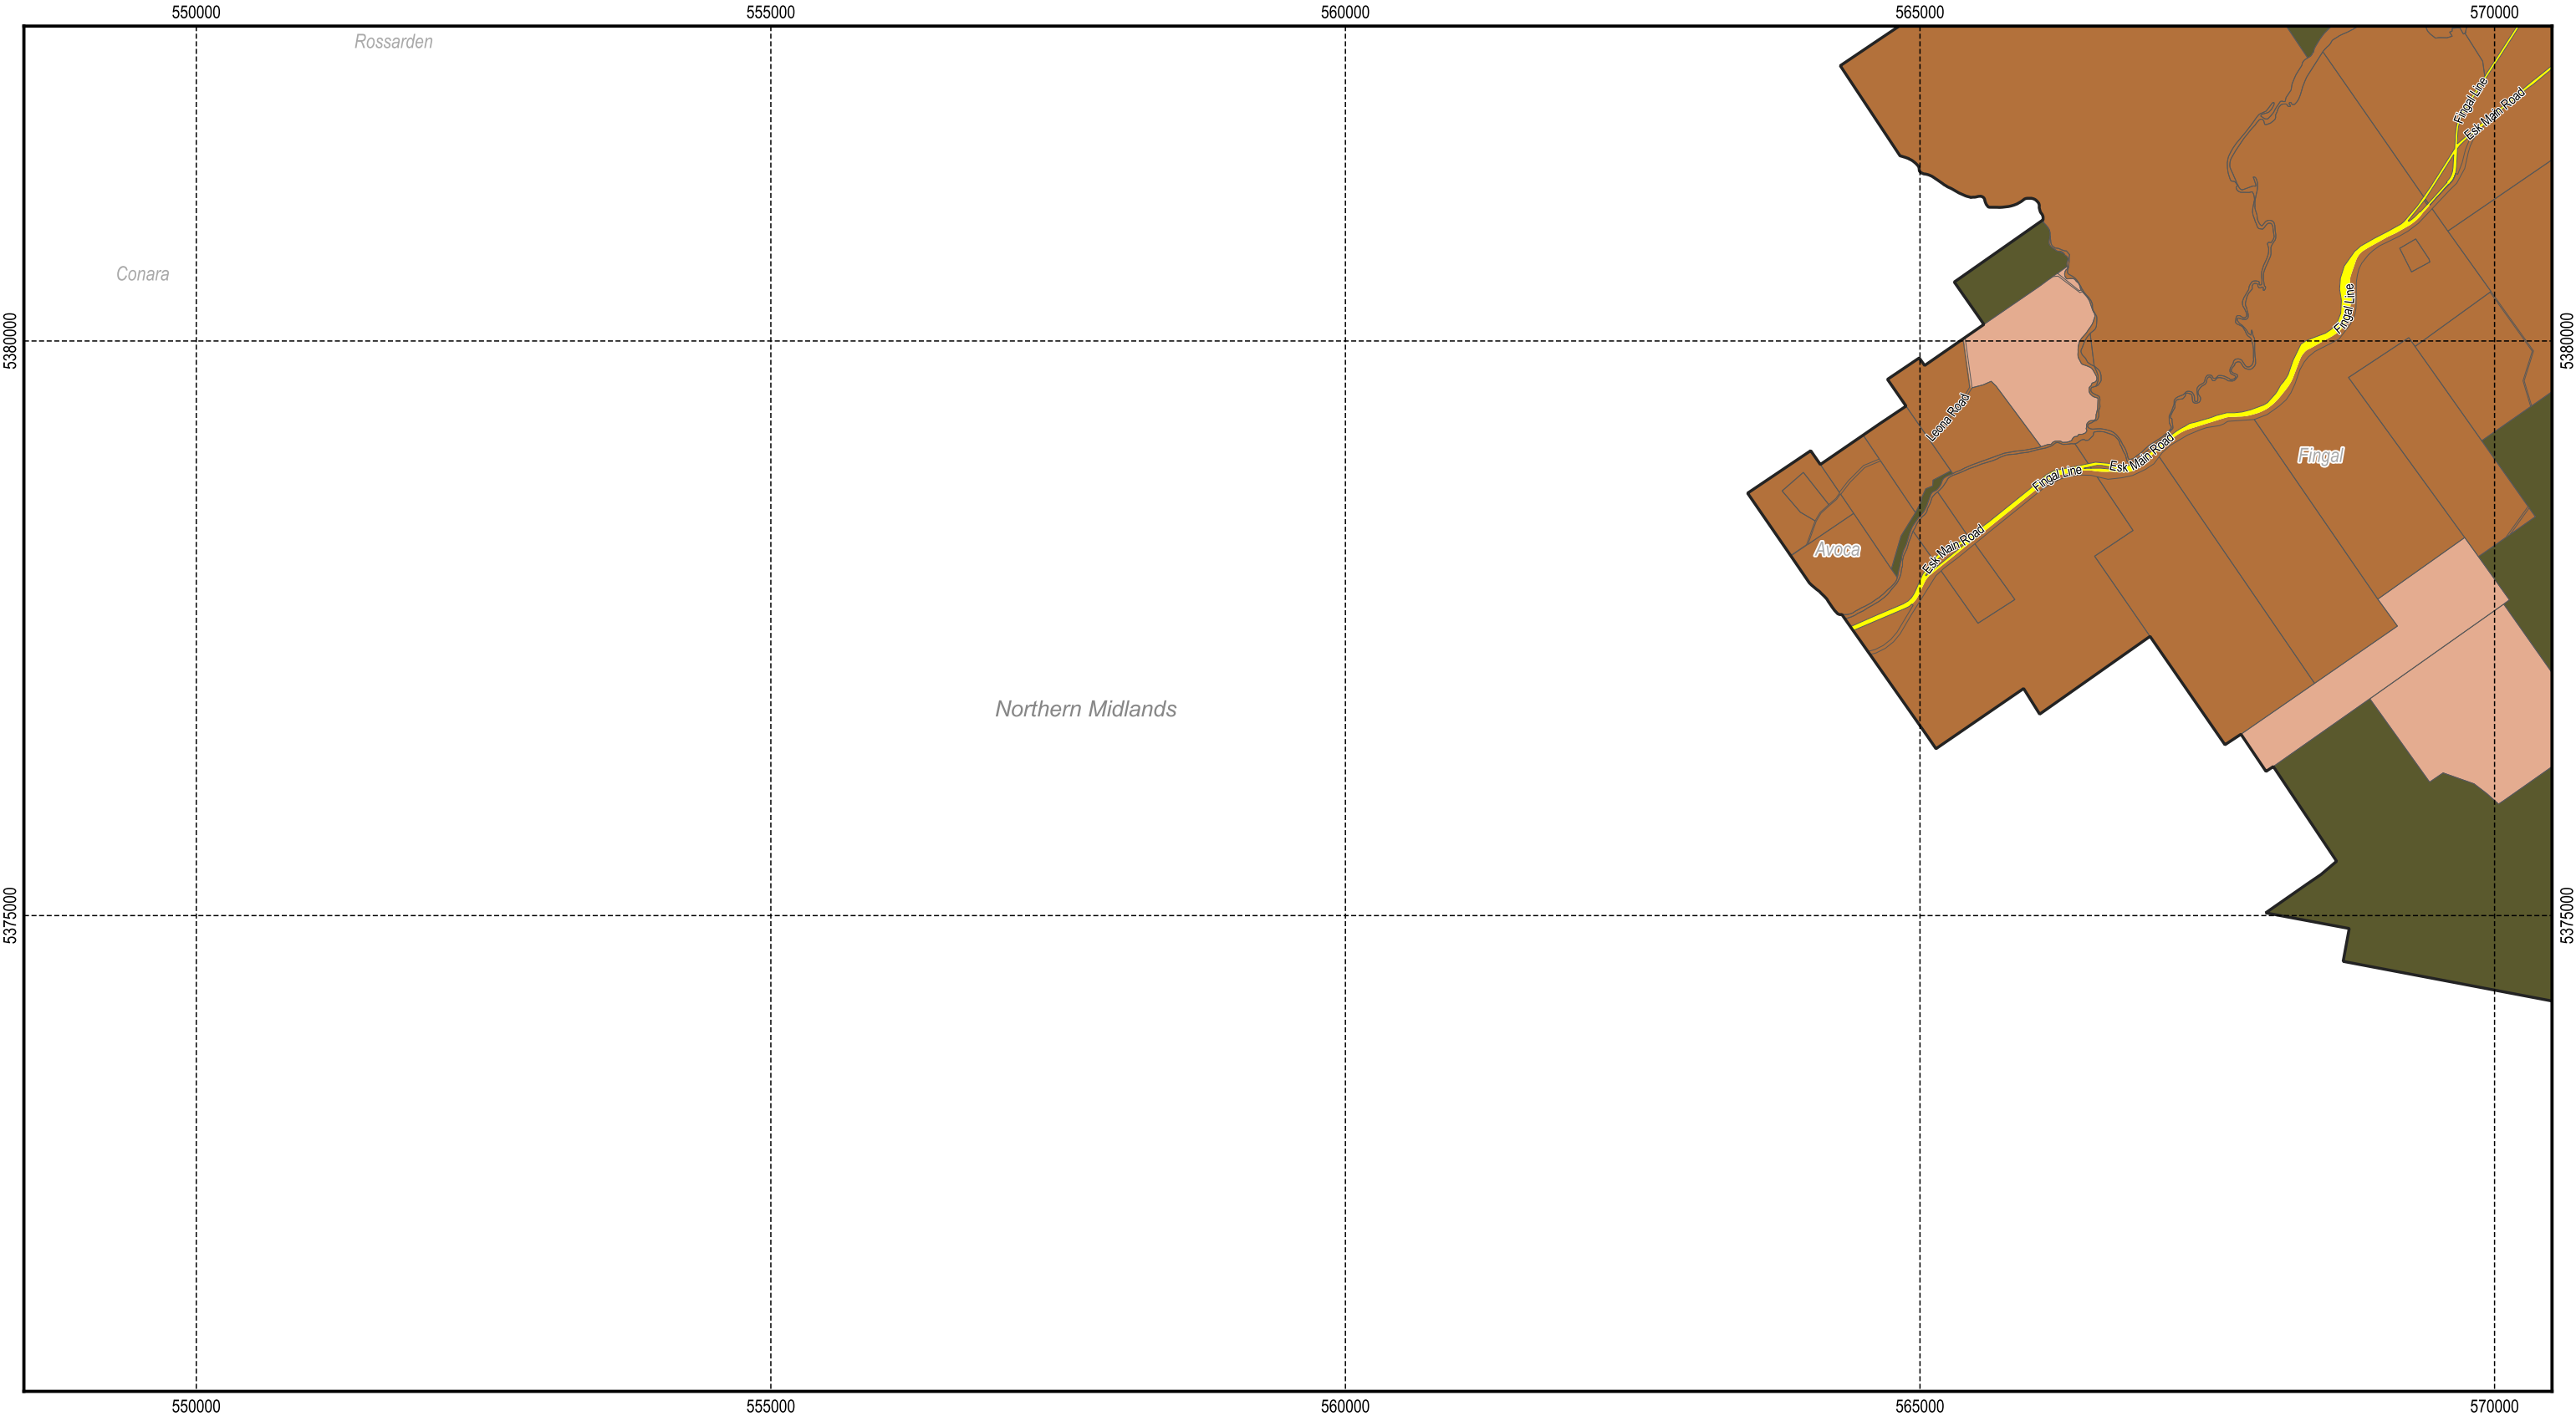 550000 555000 560000 565000 570000
Rossarden
Fingal Line
Esk Main Road
Conara
5380000
5380000
Fingal Line
Leona Road
Esk Main Road
Fingal
Fingal Line
Avoca
Esk Main Road
Northern Midlands
5375000
5375000
550000 555000 560000 565000 570000